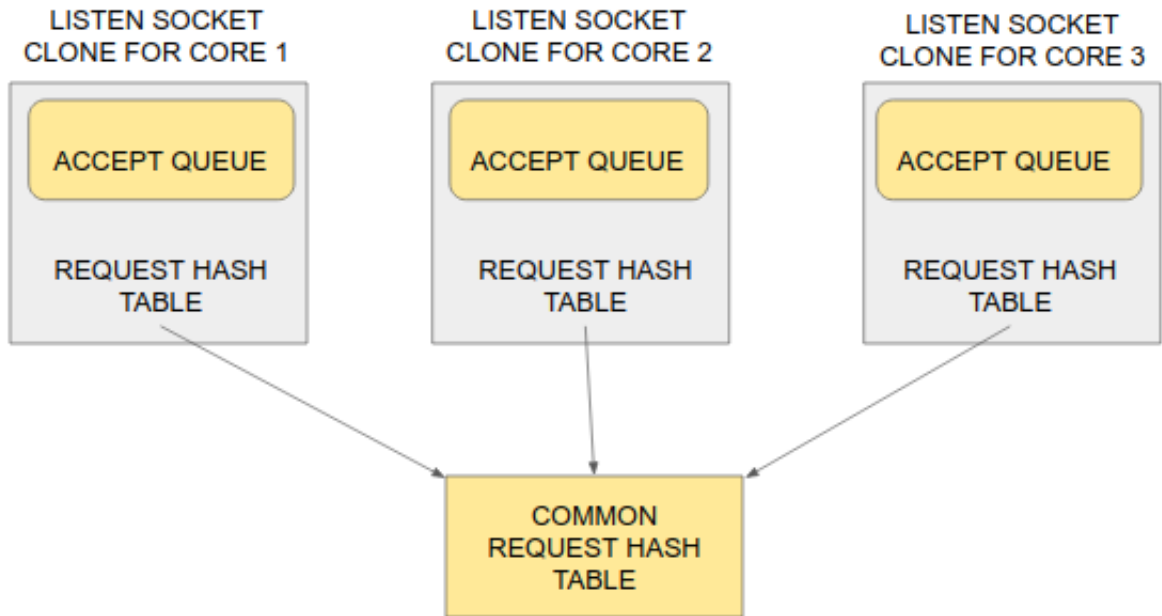 LISTEN SOCKET
CLONE FOR CORE 1
ACCEPT QUEUE
REQUEST HASH
TABLE
LISTEN SOCKET
CLONE FOR CORE 2
ACCEPT QUEUE
REQUEST HASH
TABLE
LISTEN SOCKET
CLONE FOR CORE 3
ACCEPT QUEUE
REQUEST HASH
TABLE
COMMON
REQUEST HASH
TABLE